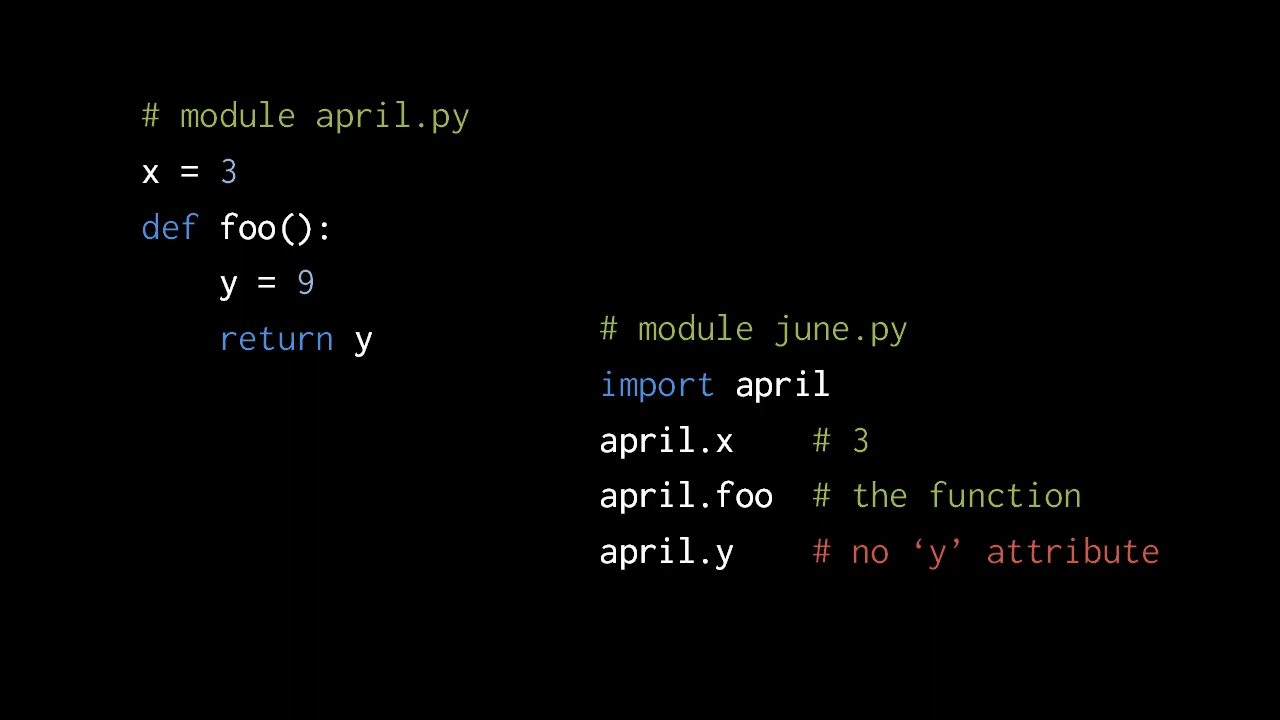 # module april.py
x = 3
def foo():
    y = 9
    return y
# module june.py
import april
april.x    # 3
april.foo  # the function
april.y    # no ‘y’ attribute